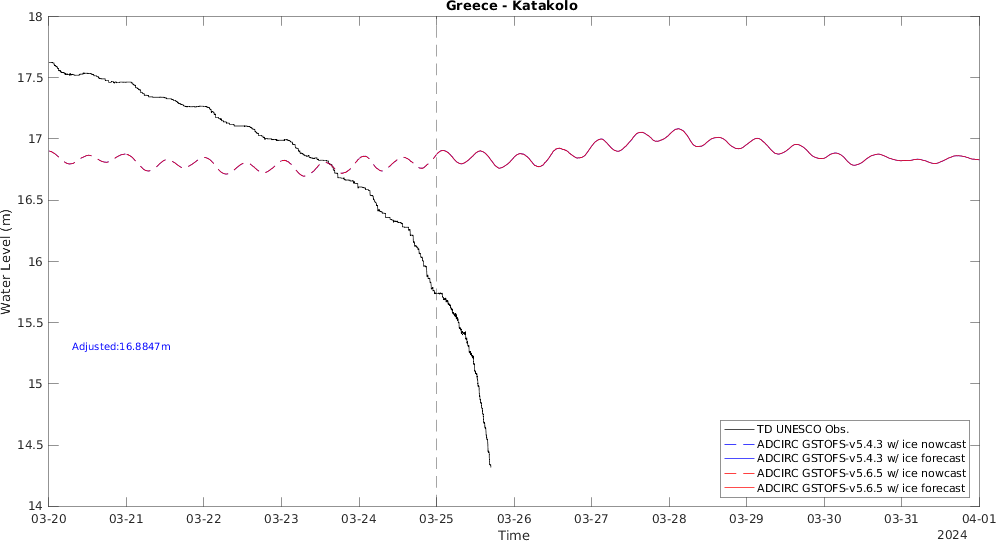 Greece - Katakolo
18
17.5
17
16.5
16
15.5
15
14.5
14
Water Level (m)
Adjusted:16.8847m
TD UNESCO Obs.
ADCIRC GSTOFS-v5.4.3 w/ ice nowcast
ADCIRC GSTOFS-v5.4.3 w/ ice forecast
ADCIRC GSTOFS-v5.6.5 w/ ice nowcast
ADCIRC GSTOFS-v5.6.5 w/ ice forecast
03-20 03-21 03-22 03-23 03-24 03-25 03-26 03-27 03-28 03-29 03-30 03-31 04-01
Time
2024